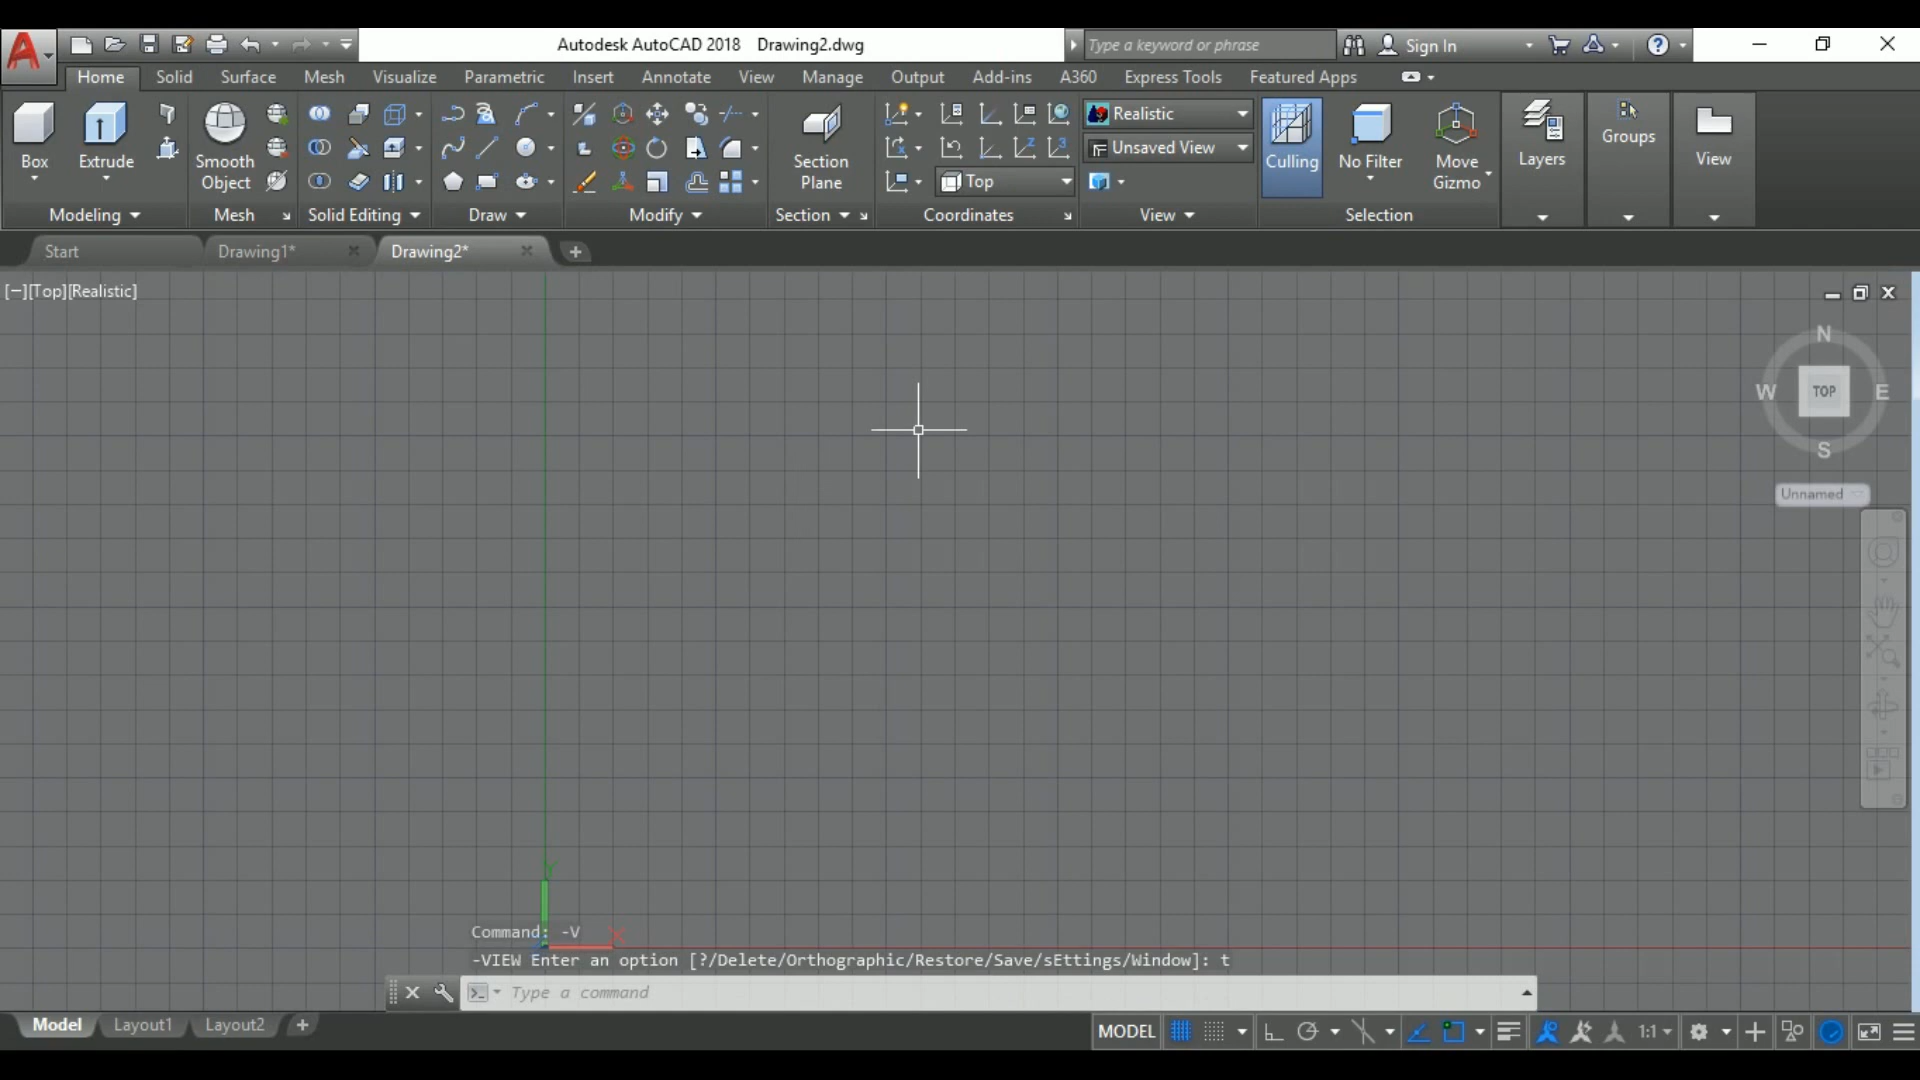 Autodesk AutoCAD 2018 Drawing2.dwg
Type a keyword or phrase
Sign In
Home Solid Surface Mesh Visualize Parametric Insert Annotate View Manage Output Add-ins A360 Express Tools Featured Apps
Box
Extrude
Smooth
Object
Section
Plane
Top
Realistic
Unsaved View
Culling
No Filter
Move
Gizmo
Layers
Groups
View
Modeling Mesh Solid Editing Draw Modify Section Coordinates View Selection
Start Drawing1* Drawing2*
[−][Top][Realistic]
N
W TOP E
S
Unnamed
Y
X
Command: -V
-VIEW Enter an option [?/Delete/Orthographic/Restore/Save/sEttings/Window]: t
Type a command
Model Layout1 Layout2
MODEL 1:1